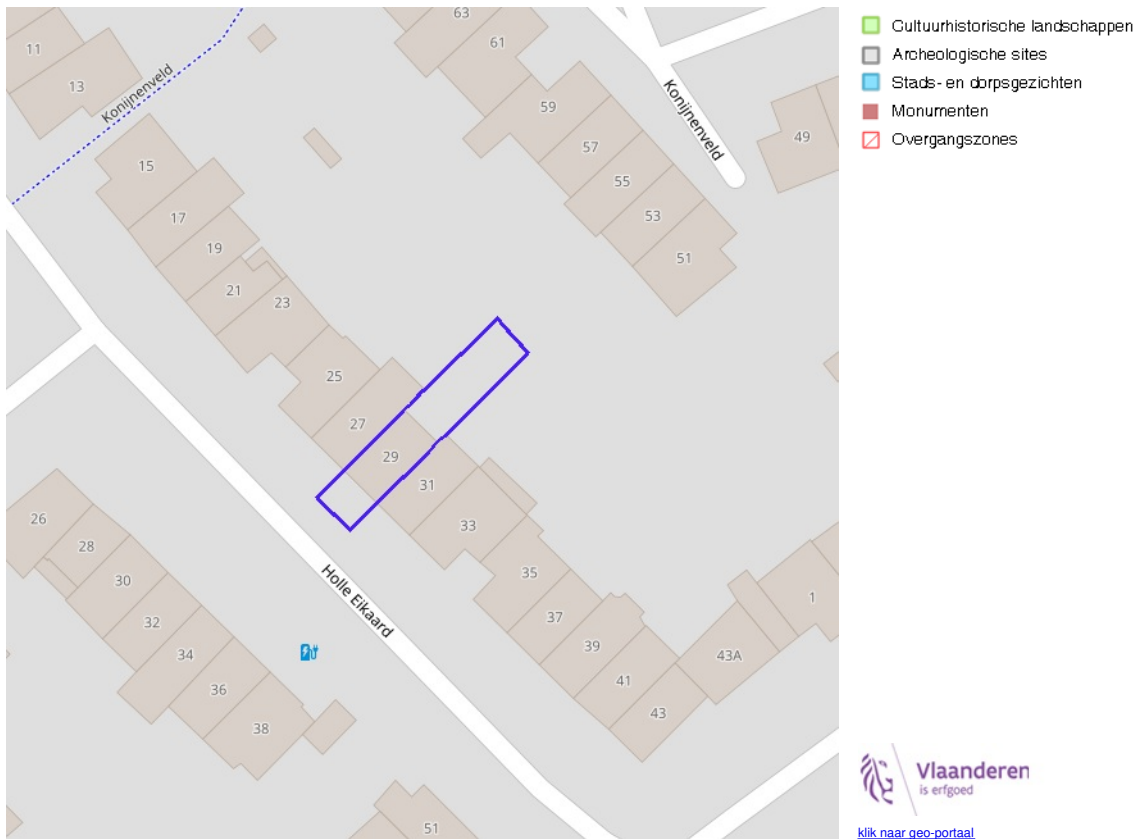 63
61
11
13
Konijnenveld
59
Konijnenveld
49
57
15
55
17
53
19
51
21
23
25
27
29
31
26
33
28
30
35
Holle Eikaard
32
37
1
34
39
43A
36
41
38
43
51
Cultuurhistorische landschappen
Archeologische sites
Stads- en dorpsgezichten
Monumenten
Overgangszones
Vlaanderen
is erfgoed
klik naar geo-portaal